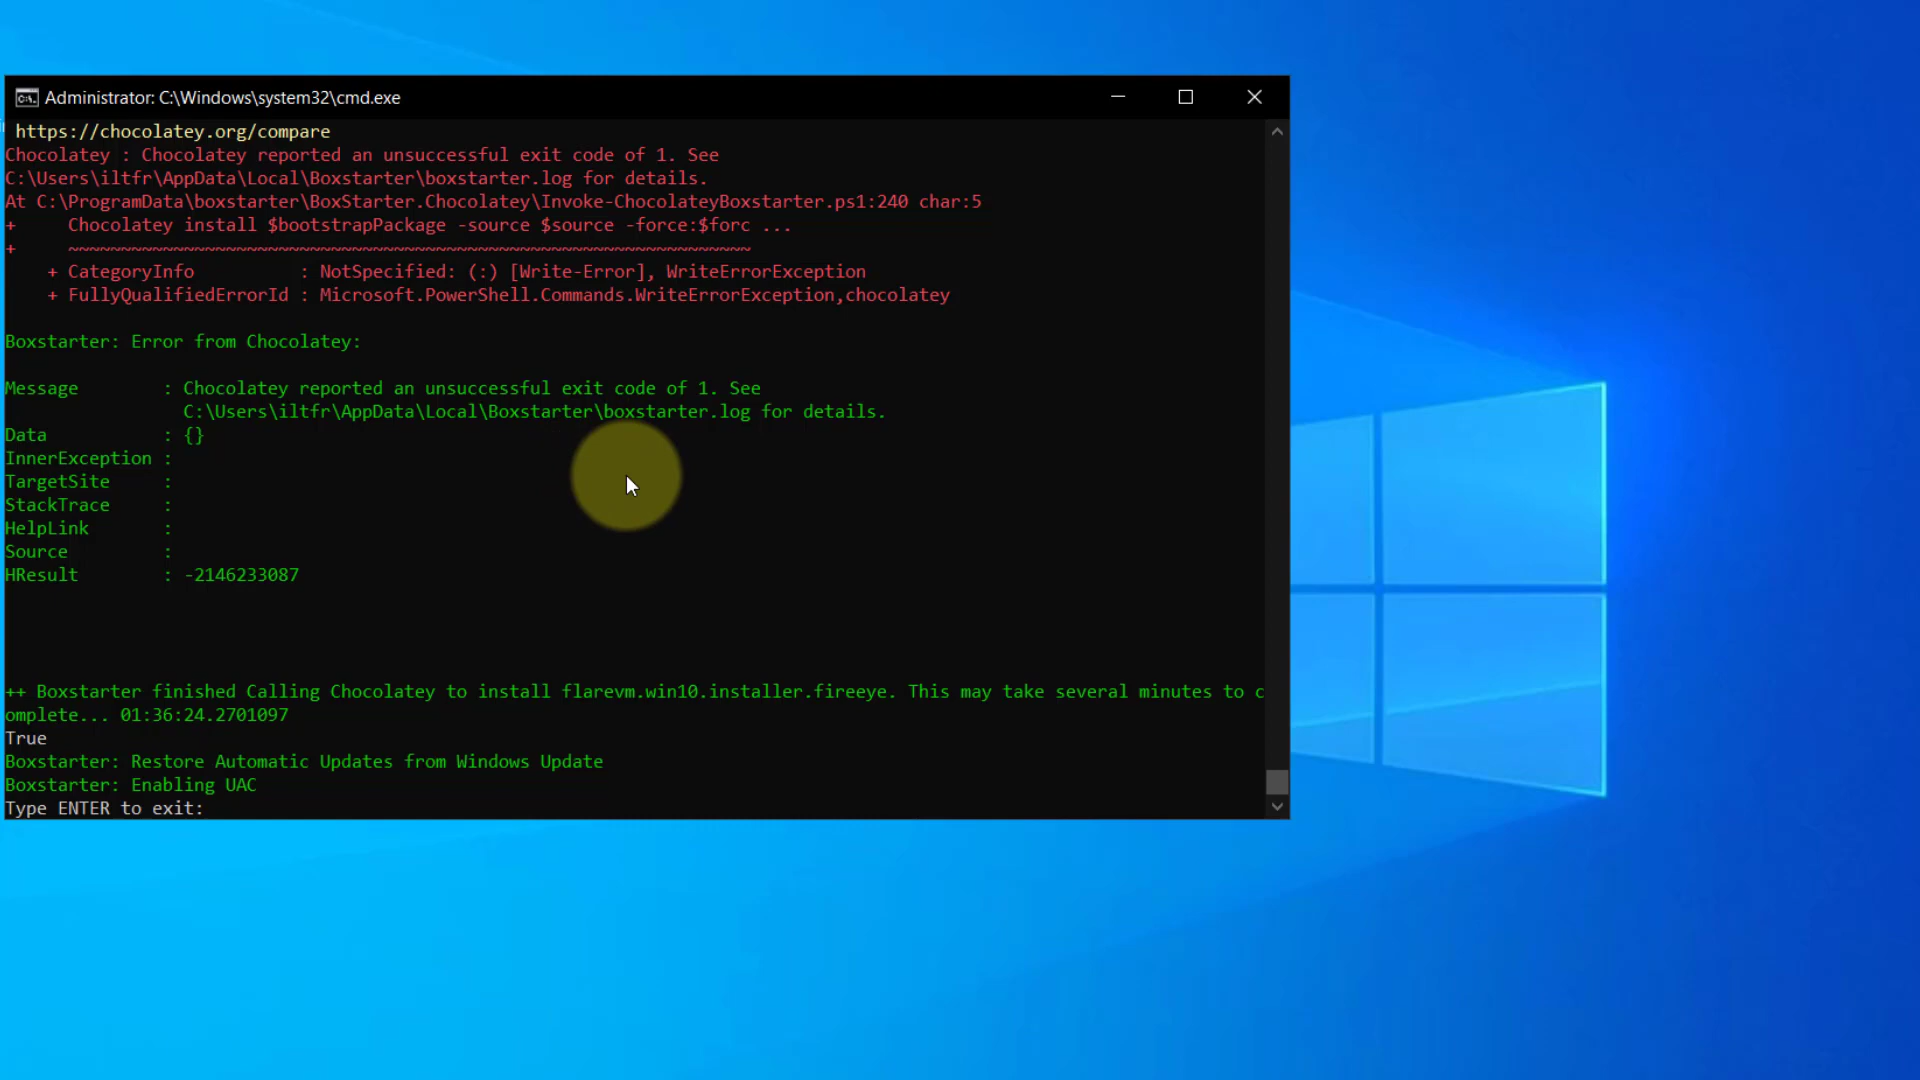 Administrator: C:\Windows\system32\cmd.exe
https://chocolatey.org/compare
Chocolatey : Chocolatey reported an unsuccessful exit code of 1. See
C:\Users\iltfr\AppData\Local\Boxstarter\boxstarter.log for details.
At C:\ProgramData\boxstarter\BoxStarter.Chocolatey\Invoke-ChocolateyBoxstarter.ps1:240 char:5
+     Chocolatey install $bootstrapPackage -source $source -force:$forc ...
+     ~~~~~~~~~~~~~~~~~~~~~~~~~~~~~~~~~~~~~~~~~~~~~~~~~~~~~~~~~~~~~~~~~
    + CategoryInfo          : NotSpecified: (:) [Write-Error], WriteErrorException
    + FullyQualifiedErrorId : Microsoft.PowerShell.Commands.WriteErrorException,chocolatey
Boxstarter: Error from Chocolatey:
Message        : Chocolatey reported an unsuccessful exit code of 1. See
                 C:\Users\iltfr\AppData\Local\Boxstarter\boxstarter.log for details.
Data           : {}
InnerException :
TargetSite     :
StackTrace     :
HelpLink       :
Source         :
HResult        : -2146233087
++ Boxstarter finished Calling Chocolatey to install flarevm.win10.installer.fireeye. This may take several minutes to c
omplete... 01:36:24.2701097
True
Boxstarter: Restore Automatic Updates from Windows Update
Boxstarter: Enabling UAC
Type ENTER to exit: